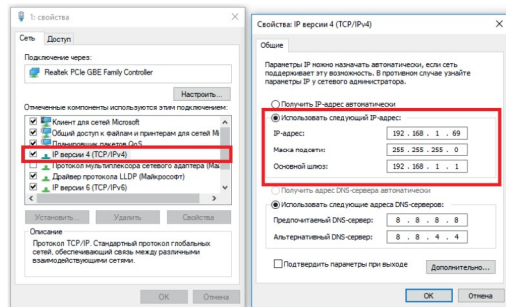 1: свойства
Сеть
Доступ
Подключение через:
Realtek PCIe GBE Family Controller
Настроить...
Отмеченные компоненты используются этим подключением:
Клиент для сетей Microsoft
Общий доступ к файлам и принтерам для сетей Mi
Планировщик пакетов QoS
IP версии 4 (TCP/IPv4)
Протокол мультиплексора сетевого адаптера (Май
Драйвер протокола LLDP (Майкрософт)
IP версии 6 (TCP/IPv6)
Установить...
Удалить
Свойства
Описание
Протокол TCP/IP. Стандартный протокол глобальных
сетей, обеспечивающий связь между различными
взаимодействующими сетями.
ОК
Отмена
Свойства: IP версии 4 (TCP/IPv4)
Общие
Параметры IP можно назначать автоматически, если сеть
поддерживает эту возможность. В противном случае узнайте
параметры IP у сетевого администратора.
Получить IP-адрес автоматически
Использовать следующий IP-адрес:
IP-адрес: 192 . 168 . 1 . 69
Маска подсети: 255 . 255 . 255 . 0
Основной шлюз: 192 . 168 . 1 . 1
Получить адрес DNS-сервера автоматически
Использовать следующие адреса DNS-серверов:
Предпочитаемый DNS-сервер: 8 . 8 . 8 . 8
Альтернативный DNS-сервер: 8 . 8 . 4 . 4
Подтвердить параметры при выходе
Дополнительно...
ОК
Отмена